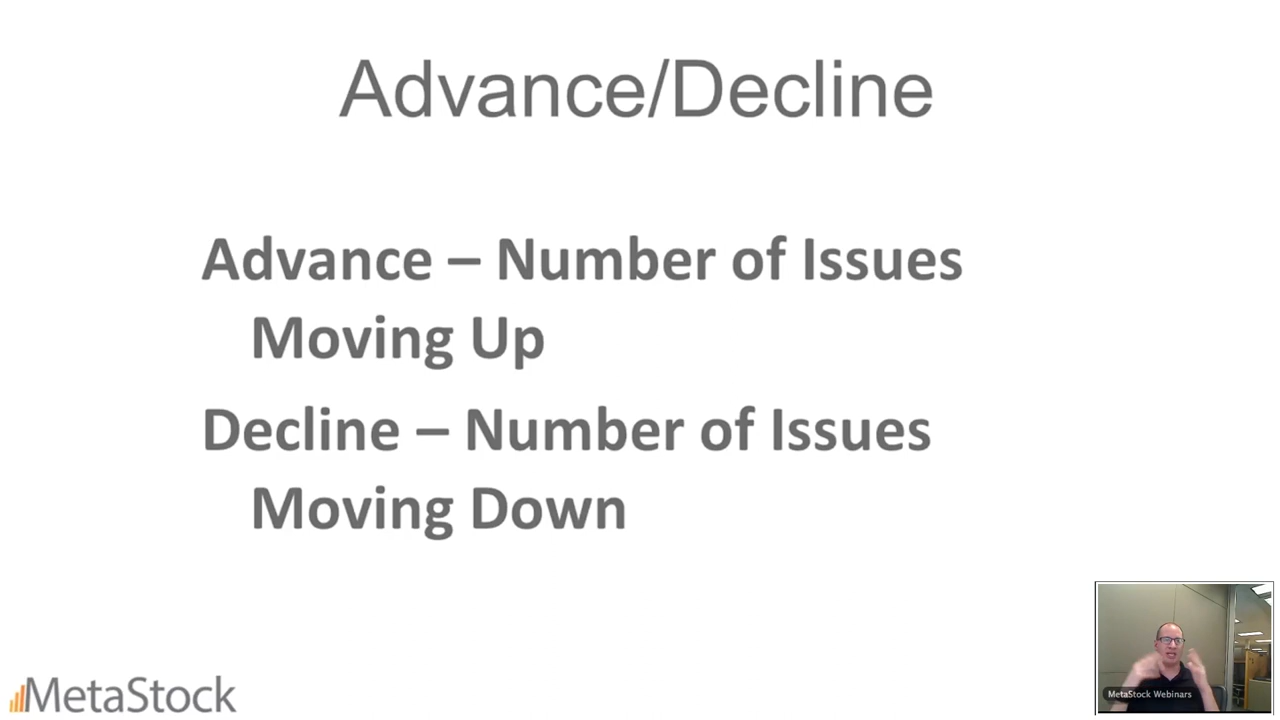 Advance/Decline
Advance – Number of Issues
Moving Up
Decline – Number of Issues
Moving Down
MetaStock
MetaStock Webinars